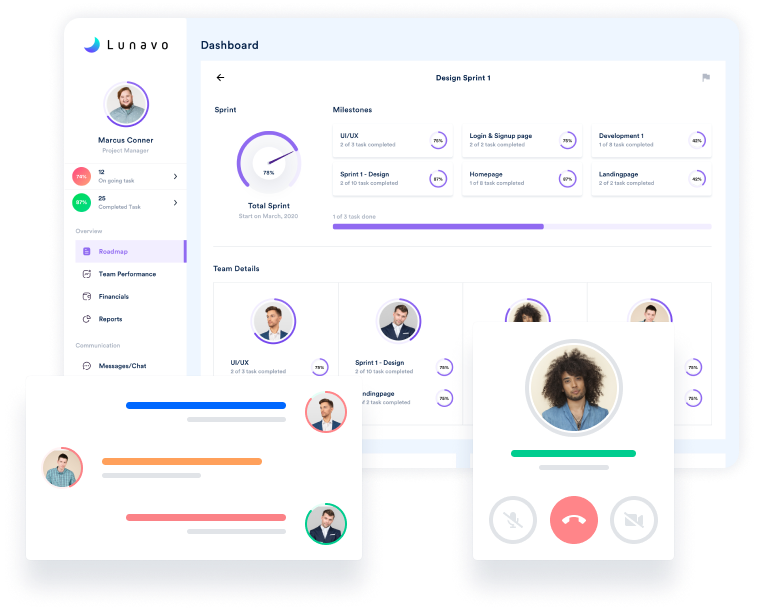 Lunavo
Marcus Conner
Project Manager
78%
12
On going task
87%
25
Completed Task
Overview
Roadmap
Team Performance
Financials
Reports
Communication
Messages/Chat
Dashboard
Design Sprint 1
Sprint
78%
Total Sprint
Start on March, 2020
Milestones
UI/UX
2 of 3 task completed
75%
Login & Signup page
2 of 2 task completed
75%
Development 1
1 of 8 task completed
42%
Sprint 1 - Design
2 of 10 task completed
87%
Homepage
1 of 8 task completed
87%
Landingpage
2 of 2 task completed
42%
1 of 3 task done
Team Details
UI/UX
2 of 3 task completed
75%
Sprint 1 - Design
2 of 10 task completed
75%
ndingpage
of 2 task completed
75%
75%
75%